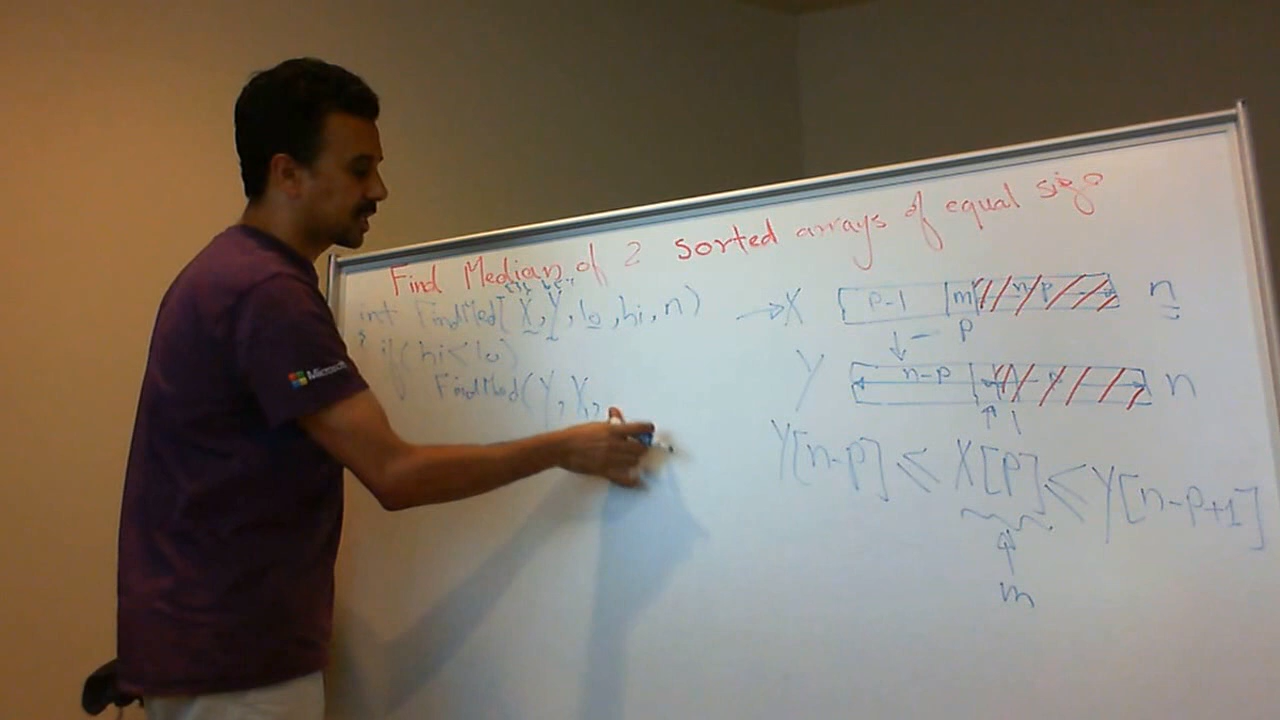 Find Median of 2 sorted arrays of equal size
int FindMed( X, Y, lo, hi, n)
if( hi<lo)
FindMed( Y, X,
→X p-1 m n-p n
p
Y n-p p n
1
Y[n-p] ≤ X[p] ≤ Y[n-p+1]
m
Microsoft